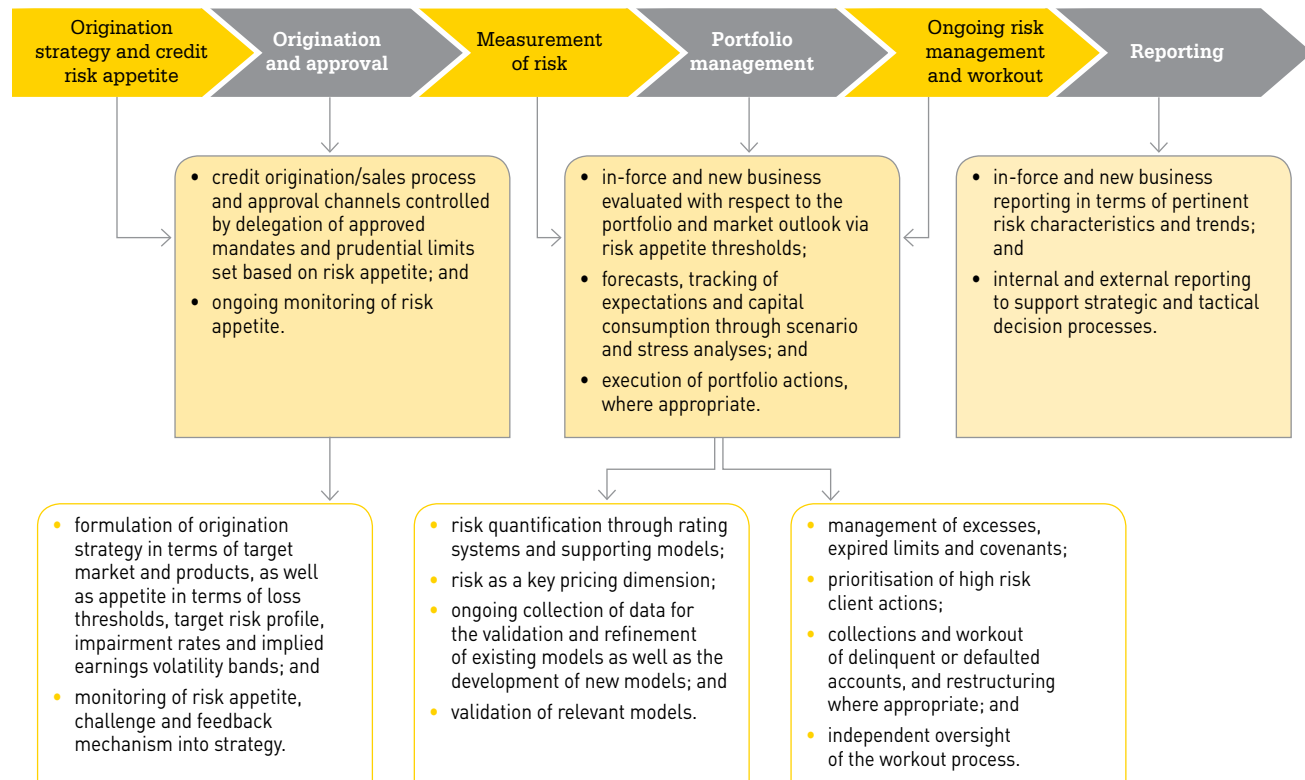 Origination
strategy and credit
risk appetite
Origination
and approval
Measurement
of risk
Portfolio
management
Ongoing risk
management
and workout
Reporting
• credit origination/sales process
and approval channels controlled
by delegation of approved
mandates and prudential limits
set based on risk appetite; and
• ongoing monitoring of risk
appetite.
• in-force and new business
evaluated with respect to the
portfolio and market outlook via
risk appetite thresholds;
• forecasts, tracking of
expectations and capital
consumption through scenario
and stress analyses; and
• execution of portfolio actions,
where appropriate.
• in-force and new business
reporting in terms of pertinent
risk characteristics and trends;
and
• internal and external reporting
to support strategic and tactical
decision processes.
• formulation of origination
strategy in terms of target
market and products, as well
as appetite in terms of loss
thresholds, target risk profile,
impairment rates and implied
earnings volatility bands; and
• monitoring of risk appetite,
challenge and feedback
mechanism into strategy.
• risk quantification through rating
systems and supporting models;
• risk as a key pricing dimension;
• ongoing collection of data for
the validation and refinement
of existing models as well as the
development of new models; and
• validation of relevant models.
• management of excesses,
expired limits and covenants;
• prioritisation of high risk
client actions;
• collections and workout
of delinquent or defaulted
accounts, and restructuring
where appropriate; and
• independent oversight
of the workout process.